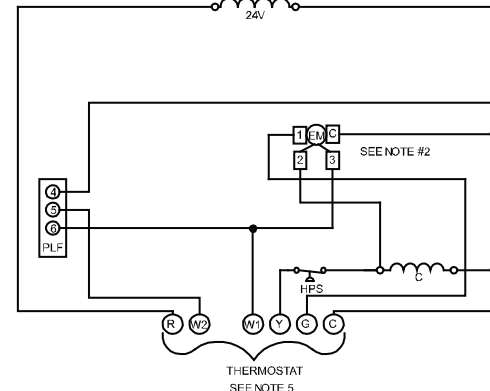 24V
1 EM C
SEE NOTE #2
2 3
4
5
6
PLF
C
HPS
R W2 W1 Y G C
THERMOSTAT
SEE NOTE 5